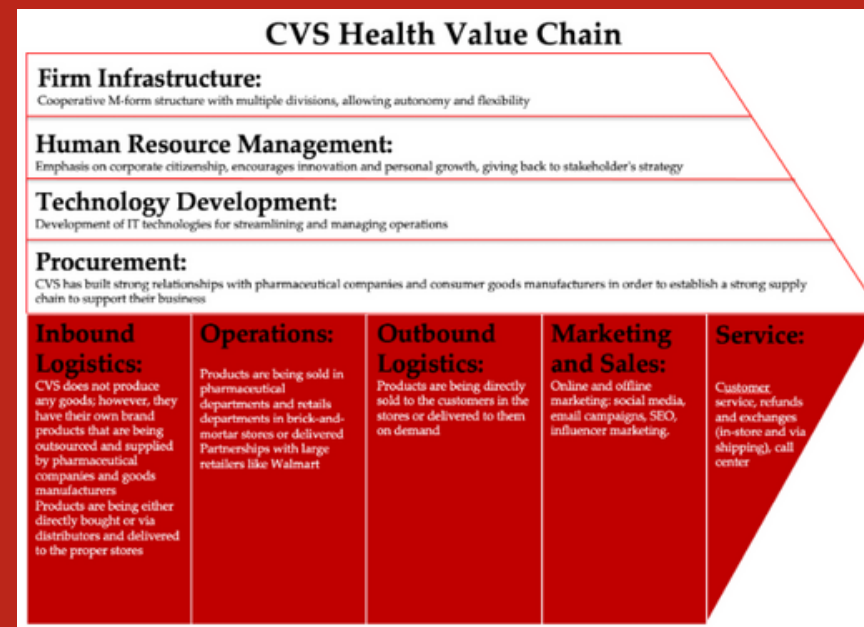 CVS Health Value Chain
Firm Infrastructure:
Cooperative M-form structure with multiple divisions, allowing autonomy and flexibility
Human Resource Management:
Emphasis on corporate citizenship, encourages innovation and personal growth, giving back to stakeholder's strategy
Technology Development:
Development of IT technologies for streamlining and managing operations
Procurement:
CVS has built strong relationships with pharmaceutical companies and consumer goods manufacturers in order to establish a strong supply
chain to support their business
Inbound
Logistics:
CVS does not produce
any goods; however, they
have their own brand
products that are being
outsourced and supplied
by pharmaceutical
companies and goods
manufacturers
Products are being either
directly bought or via
distributors and delivered
to the proper stores
Operations:
Products are being sold in
pharmaceutical
departments and retails
departments in brick-and-
mortar stores or delivered
Partnerships with large
retailers like Walmart
Outbound
Logistics:
Products are being directly
sold to the customers in the
stores or delivered to them
on demand
Marketing
and Sales:
Online and offline
marketing: social media,
email campaigns, SEO,
influencer marketing.
Service:
Customer
service, refunds
and exchanges
(in-store and via
shipping), call
center